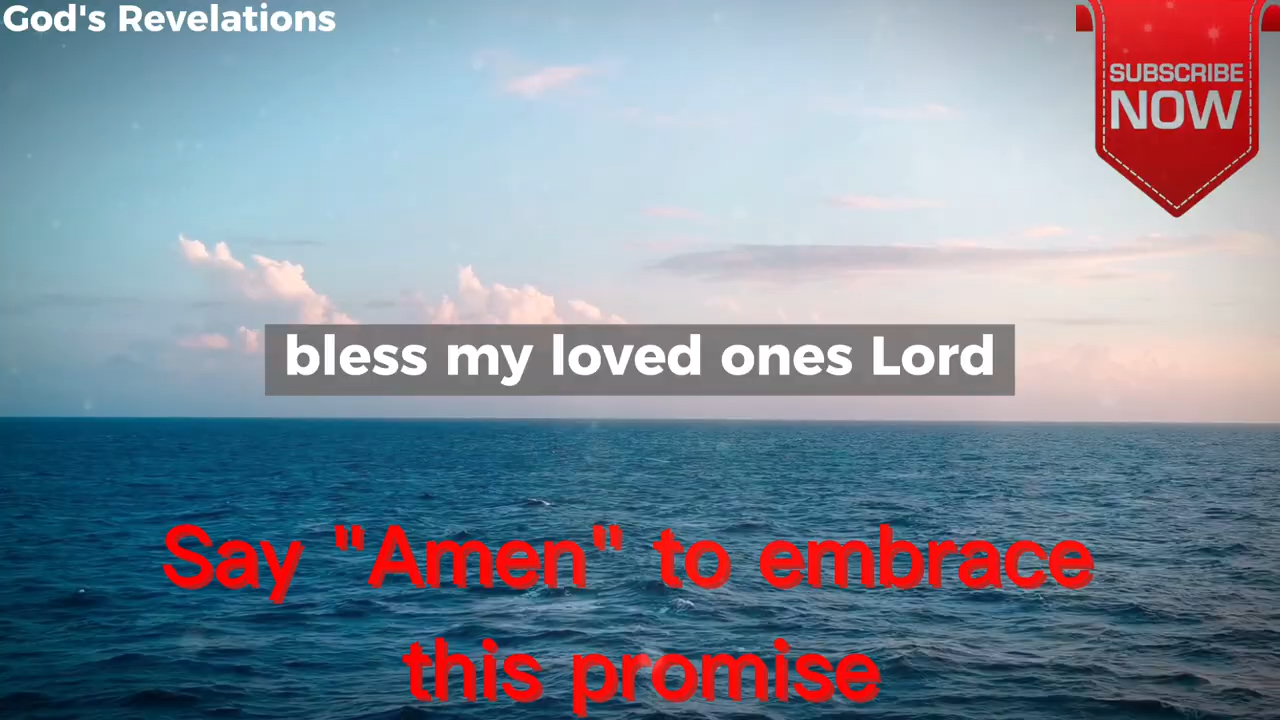 God's Revelations
SUBSCRIBE
NOW
bless my loved ones Lord
Say "Amen" to embrace
this promise